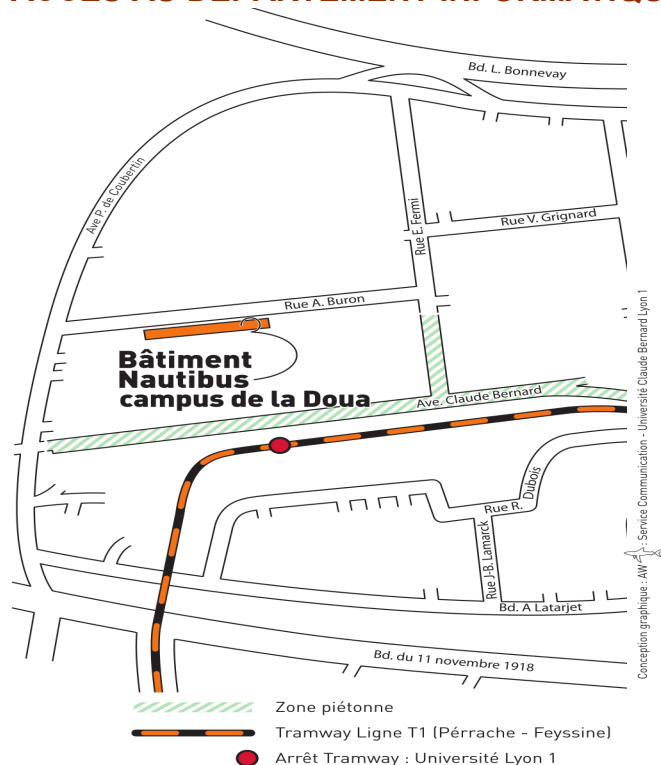 Bd. L. Bonnevay
Ave P. de Coubertin
Rue E. Fermi
Rue V. Grignard
Rue A. Buron
Bâtiment
Nautibus
campus de la Doua
Ave. Claude Bernard
Rue R. Dubois
Rue J-B. Lamarck
Bd. A Latarjet
Bd. du 11 novembre 1918
Conception graphique : AW : Service Communication - Université Claude Bernard Lyon 1
Zone piétonne
Tramway Ligne T1 (Pérrache - Feyssine)
Arrêt Tramway : Université Lyon 1